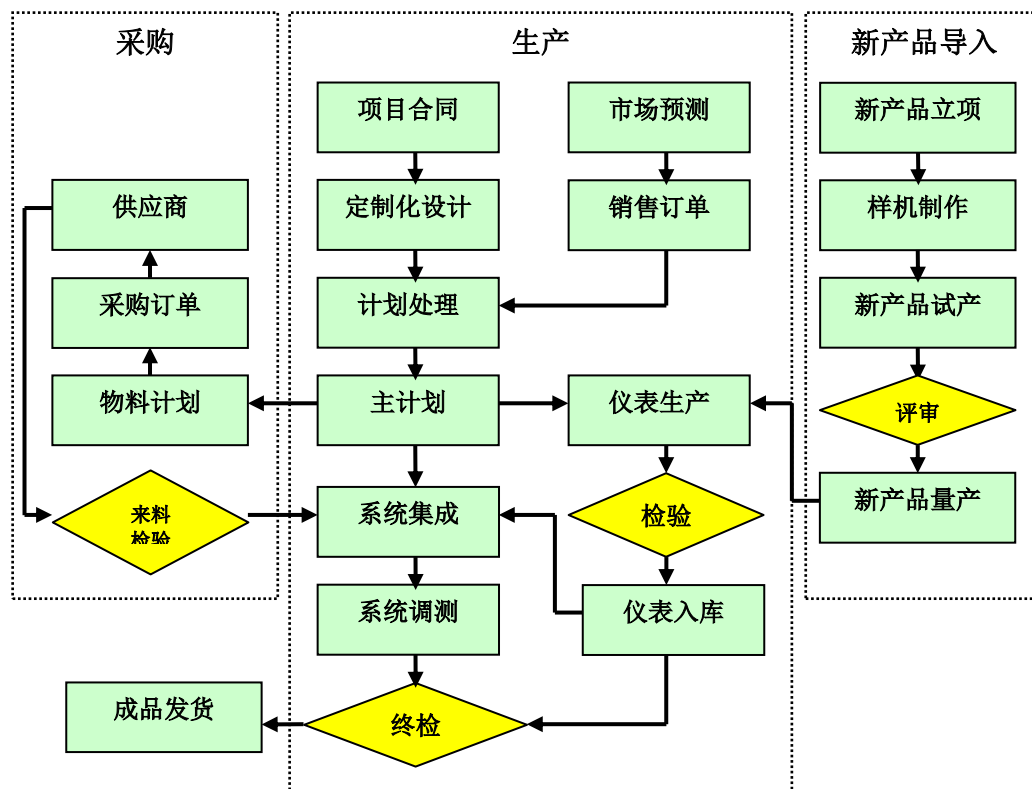 采购
供应商
采购订单
物料计划
来料
检验
成品发货
生产
项目合同
市场预测
定制化设计
销售订单
计划处理
主计划
仪表生产
系统集成
检验
系统调测
仪表入库
终检
新产品导入
新产品立项
样机制作
新产品试产
评审
新产品量产